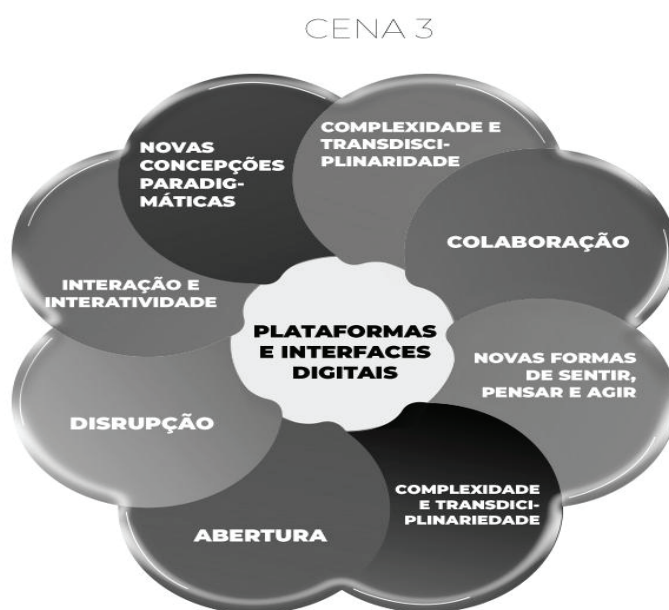 CENA 3
NOVAS
CONCEPÇÕES
PARADIG-
MÁTICAS
COMPLEXIDADE E
TRANSDISCI-
PLINARIDADE
COLABORAÇÃO
INTERAÇÃO E
INTERATIVIDADE
PLATAFORMAS
E INTERFACES
DIGITAIS
NOVAS FORMAS
DE SENTIR,
PENSAR E AGIR
DISRUPÇÃO
COMPLEXIDADE
E TRANSDICI-
PLINARIEDADE
ABERTURA